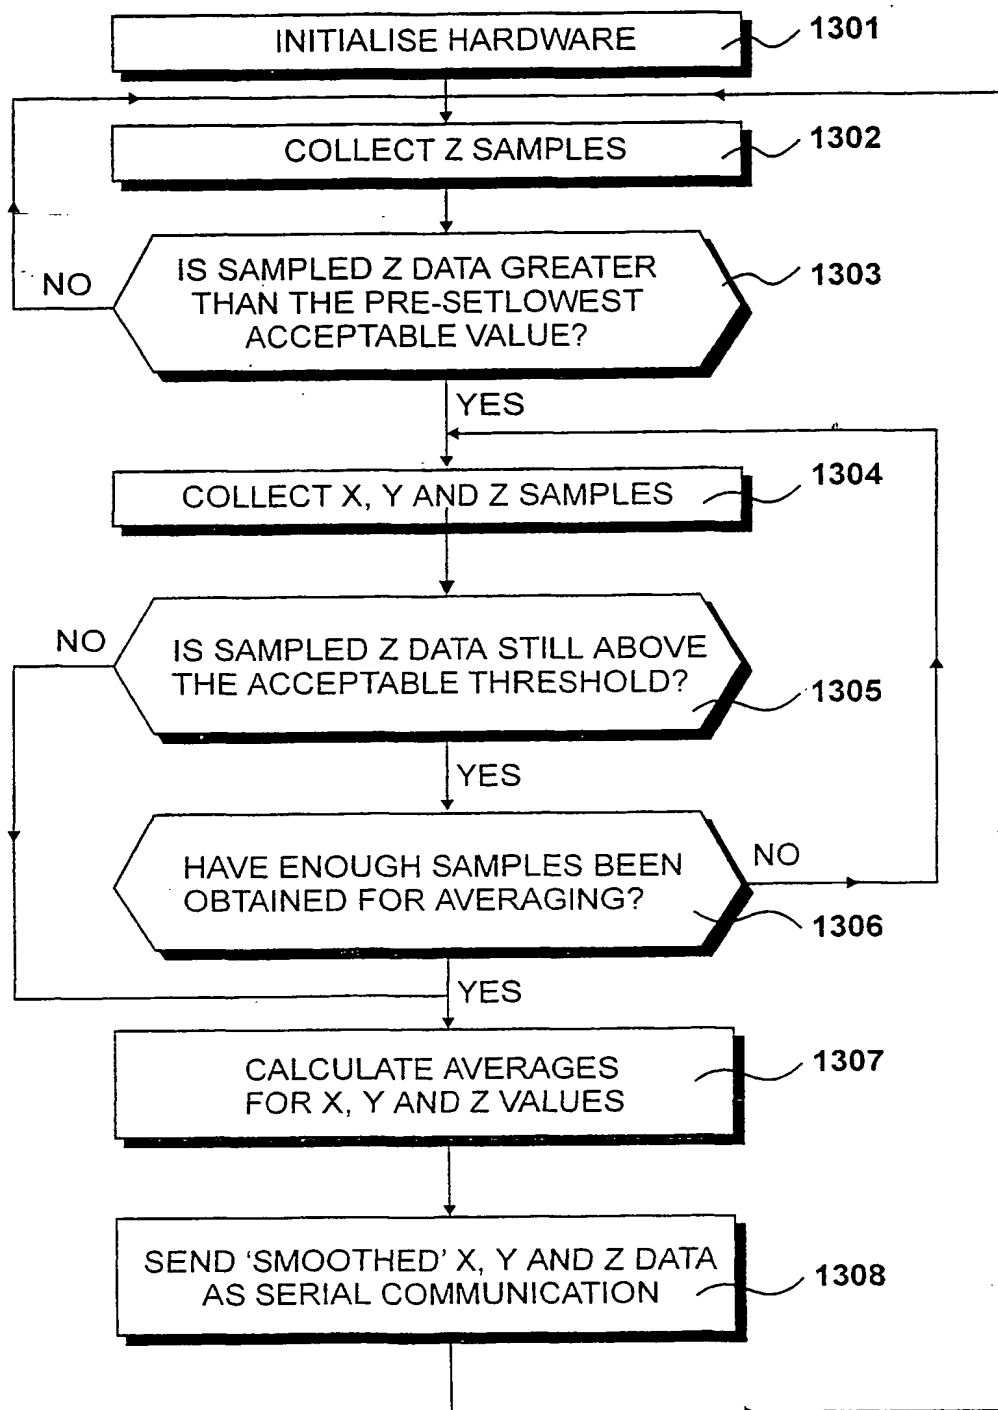 INITIALISE HARDWARE
1301
COLLECT Z SAMPLES
1302
IS SAMPLED Z DATA GREATER
THAN THE PRE-SETLOWEST
ACCEPTABLE VALUE?
1303
NO
YES
COLLECT X, Y AND Z SAMPLES
1304
NO
IS SAMPLED Z DATA STILL ABOVE
THE ACCEPTABLE THRESHOLD?
1305
YES
HAVE ENOUGH SAMPLES BEEN
OBTAINED FOR AVERAGING?
NO
1306
YES
CALCULATE AVERAGES
FOR X, Y AND Z VALUES
1307
SEND ‘SMOOTHED’ X, Y AND Z DATA
AS SERIAL COMMUNICATION
1308